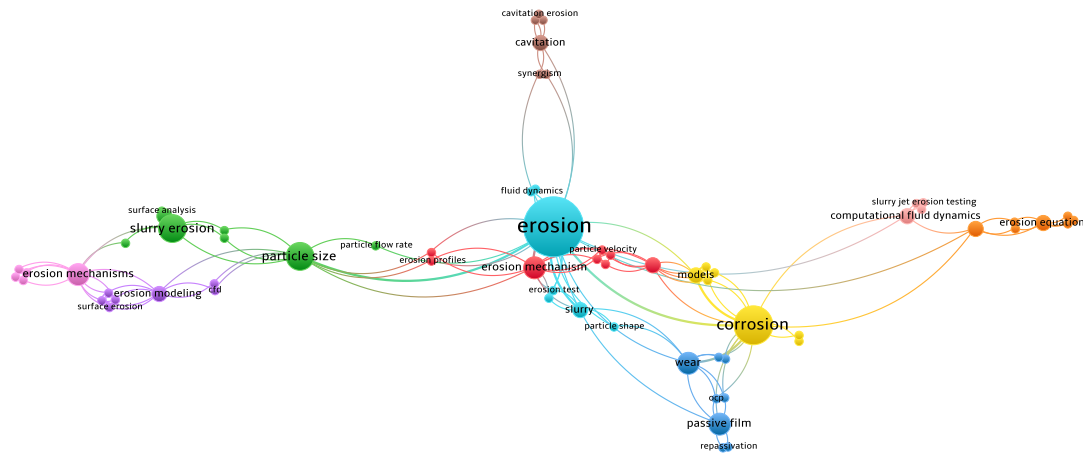 cavitation erosion
cavitation
synergism
fluid dynamics
slurry jet erosion testing
surface analysis
computational fluid dynamics
erosion equation
slurry erosion
erosion
particle flow rate
particle velocity
particle size
erosion profiles
erosion mechanism
erosion mechanisms
models
cfd
erosion test
erosion modeling
surface erosion
slurry
particle shape
corrosion
wear
ocp
passive film
repassivation